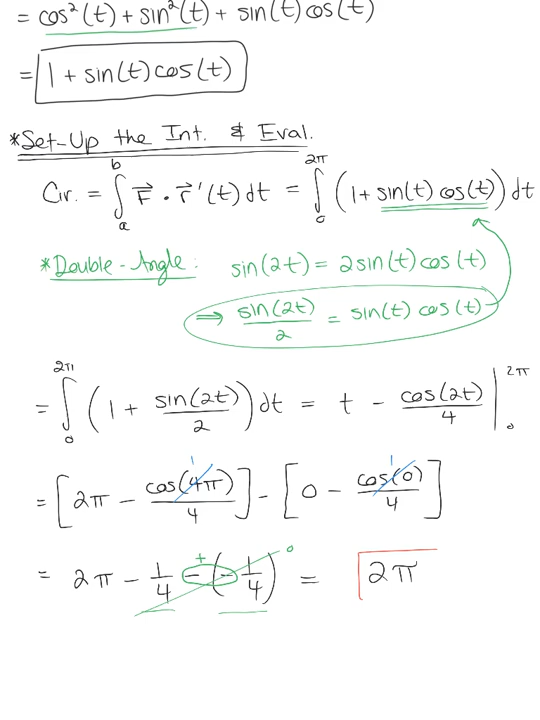 = cos²(t) + sin²(t) + sin(t)cos(t)
= 1 + sin(t)cos(t)
*Set-Up the Int. & Eval.
Cir. = ∫_a^b F⃗ • r⃗'(t)dt = ∫_0^2π (1 + sin(t)cos(t))dt
*Double-Angle: sin(2t) = 2sin(t)cos(t)
⇒ sin(2t)/2 = sin(t)cos(t)
= ∫_0^2π (1 + sin(2t)/2)dt = t - cos(2t)/4 |_0^2π
= [2π - cos(4π)/4] - [0 - cos(0)/4]
= 2π - 1/4 - (-1/4) = 2π